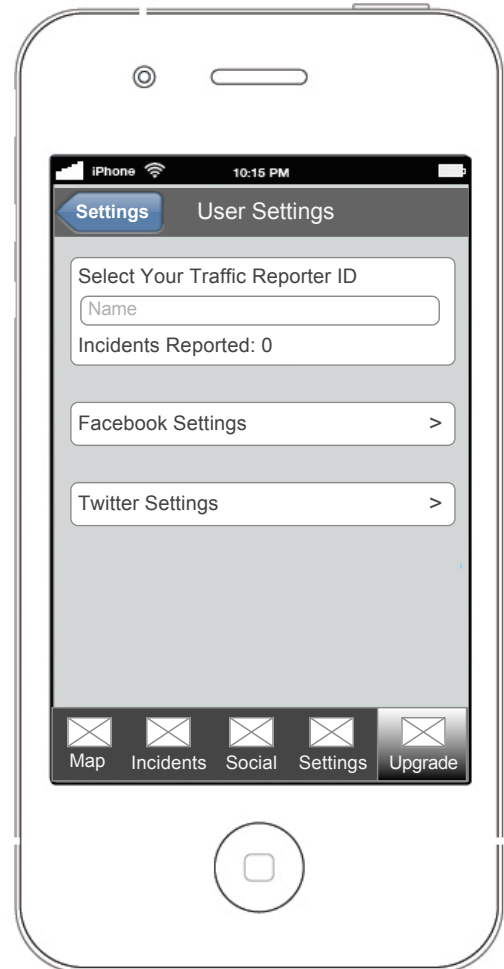 iPhone 10:15 PM
Settings User Settings
Select Your Traffic Reporter ID
Name
Incidents Reported: 0
Facebook Settings >
Twitter Settings >
Map Incidents Social Settings Upgrade